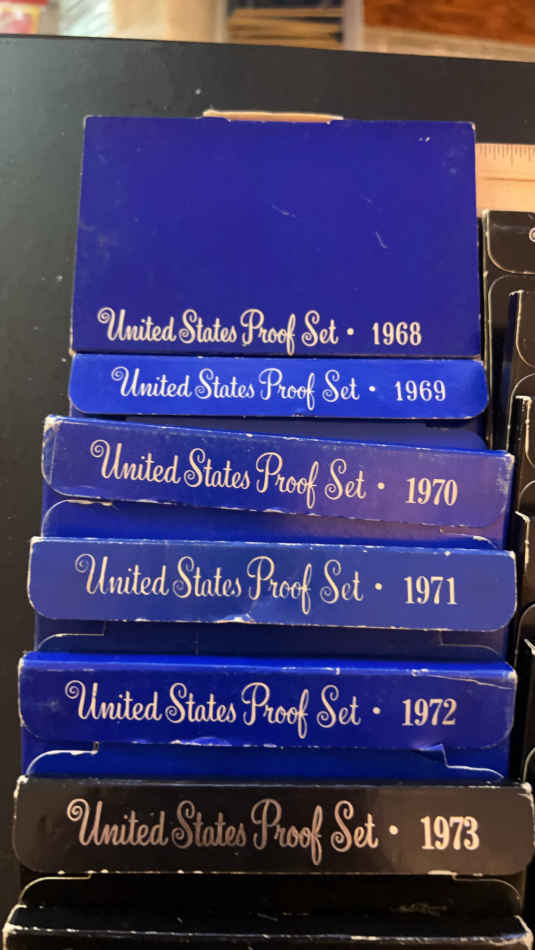 United States Proof Set • 1968
United States Proof Set • 1969
United States Proof Set • 1970
United States Proof Set • 1971
United States Proof Set • 1972
United States Proof Set • 1973